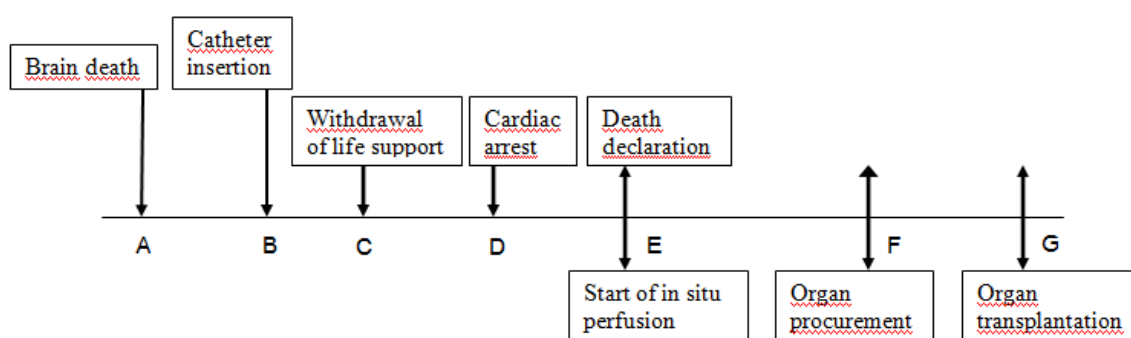 Brain death
Catheter
insertion
Withdrawal
of life support
Cardiac
arrest
Death
declaration
A
B
C
D
E
F
G
Start of in situ
perfusion
Organ
procurement
Organ
transplantation